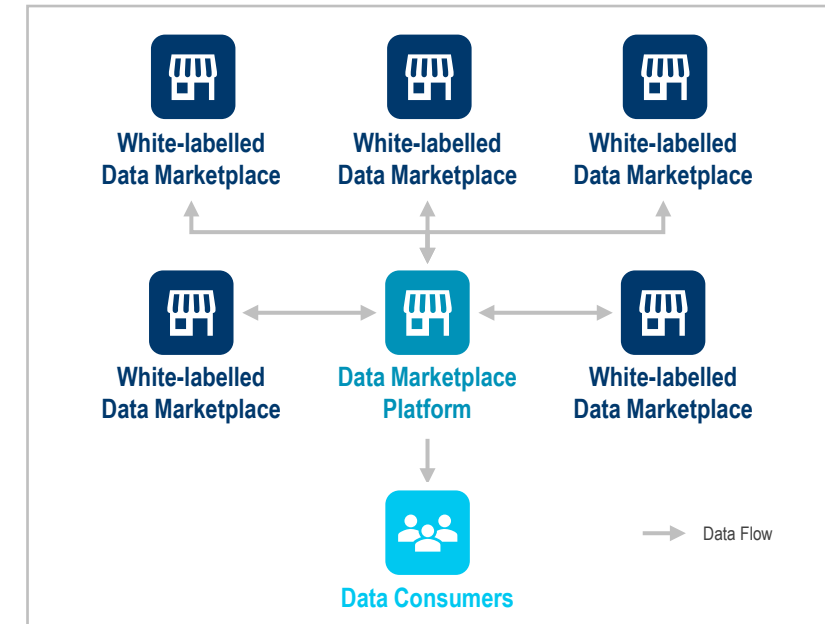 White-labelled
Data Marketplace
White-labelled
Data Marketplace
White-labelled
Data Marketplace
White-labelled
Data Marketplace
Data Marketplace
Platform
White-labelled
Data Marketplace
Data Flow
Data Consumers